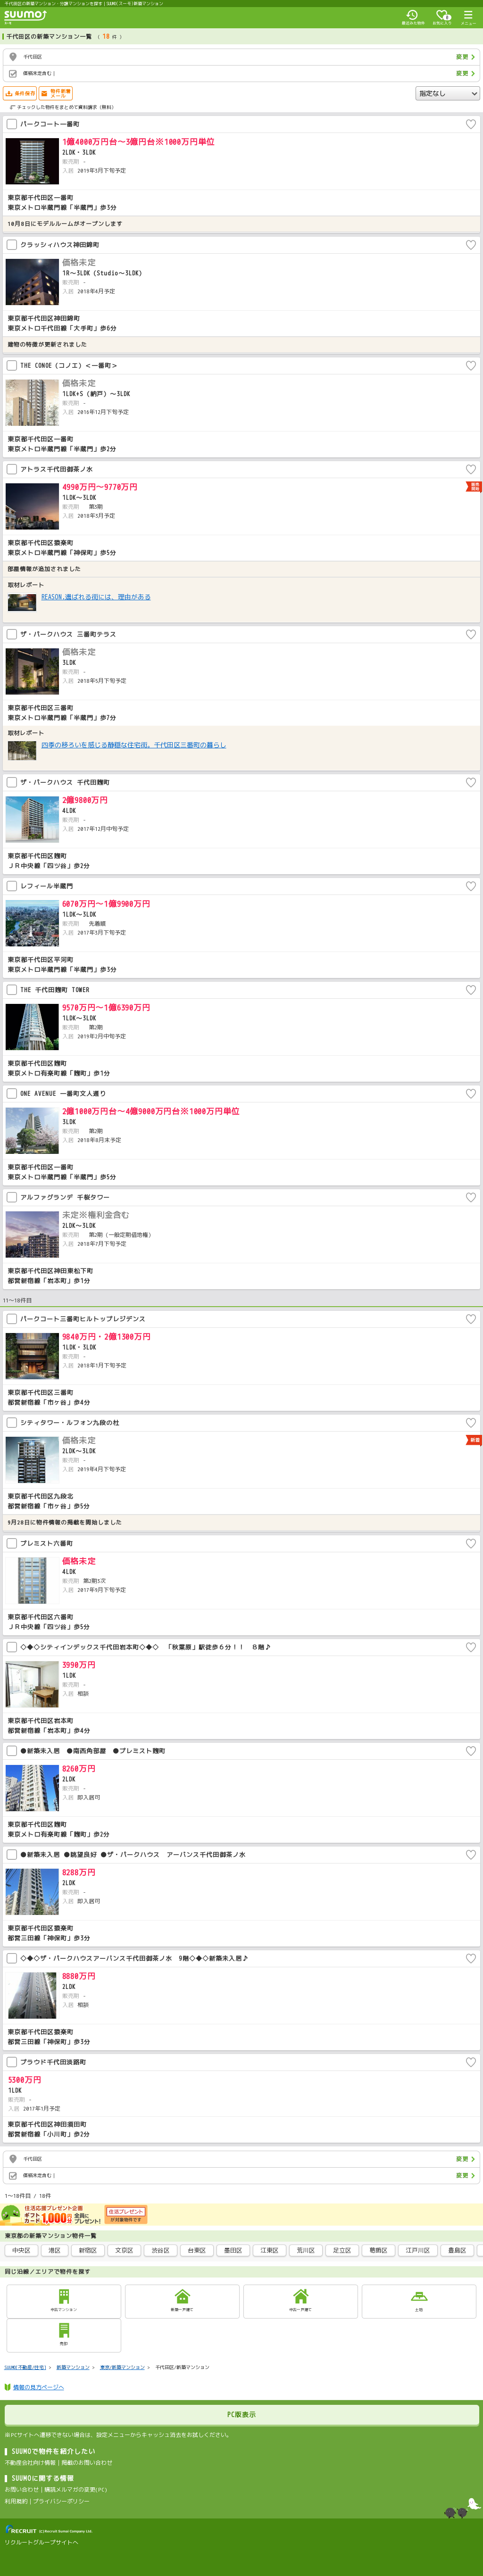 千代田区の新築マンション・分譲マンションを探す｜SUUMO(スーモ)新築マンション
SUUMO
スーモ
最近みた物件
お気に入り
メニュー
千代田区の新築マンション一覧 （ 18 件 ）
千代田区
変更
価格未定含む｜
変更
条件保存
物件新着メール
指定なし
チェックした物件をまとめて資料請求（無料）
パークコート一番町
1億4000万円台～3億円台※1000万円単位
2LDK・3LDK
販売期 -
入居 2019年3月下旬予定
東京都千代田区一番町
東京メトロ半蔵門線「半蔵門」歩3分
10月8日にモデルルームがオープンします
クラッシィハウス神田錦町
価格未定
1R～3LDK（Studio～3LDK）
販売期 -
入居 2018年4月予定
東京都千代田区神田錦町
東京メトロ千代田線「大手町」歩6分
建物の特徴が更新されました
THE CONOE（コノエ）＜一番町＞
価格未定
1LDK+S（納戸）～3LDK
販売期 -
入居 2016年12月下旬予定
東京都千代田区一番町
東京メトロ半蔵門線「半蔵門」歩2分
アトラス千代田御茶ノ水
4990万円～9770万円
1LDK～3LDK
販売期 第5期
入居 2018年3月予定
東京都千代田区猿楽町
東京メトロ半蔵門線「神保町」歩5分
部屋情報が追加されました
取材レポート
REASON.選ばれる街には、理由がある
ザ・パークハウス 三番町テラス
価格未定
3LDK
販売期 -
入居 2018年5月下旬予定
東京都千代田区三番町
東京メトロ半蔵門線「半蔵門」歩7分
取材レポート
四季の移ろいを感じる静穏な住宅街。千代田区三番町の暮らし
ザ・パークハウス 千代田麹町
2億9800万円
4LDK
販売期 -
入居 2017年12月中旬予定
東京都千代田区麹町
ＪＲ中央線「四ツ谷」歩2分
レフィール半蔵門
6070万円～1億9900万円
1LDK～3LDK
販売期 先着順
入居 2017年3月下旬予定
東京都千代田区平河町
東京メトロ半蔵門線「半蔵門」歩3分
THE 千代田麹町 TOWER
9570万円～1億6390万円
1LDK～3LDK
販売期 第2期
入居 2019年2月中旬予定
東京都千代田区麹町
東京メトロ有楽町線「麹町」歩1分
ONE AVENUE 一番町文人通り
2億1000万円台～4億9000万円台※1000万円単位
3LDK
販売期 第2期
入居 2018年8月末予定
東京都千代田区一番町
東京メトロ半蔵門線「半蔵門」歩5分
アルファグランデ 千桜タワー
未定※権利金含む
2LDK～3LDK
販売期 第2期（一般定期借地権）
入居 2018年7月下旬予定
東京都千代田区神田東松下町
都営新宿線「岩本町」歩1分
11～18件目
パークコート三番町ヒルトップレジデンス
9840万円・2億1300万円
1LDK・3LDK
販売期 -
入居 2018年1月下旬予定
東京都千代田区三番町
都営新宿線「市ヶ谷」歩4分
シティタワー・ルフォン九段の杜
新着
価格未定
2LDK～3LDK
販売期 -
入居 2019年4月下旬予定
東京都千代田区九段北
都営新宿線「市ヶ谷」歩5分
9月28日に物件情報の掲載を開始しました
プレミスト六番町
価格未定
4LDK
販売期 第2期3次
入居 2017年9月下旬予定
東京都千代田区六番町
ＪＲ中央線「四ツ谷」歩5分
◇◆◇シティインデックス千代田岩本町◇◆◇　「秋葉原」駅徒歩６分！！　８階♪
3990万円
1LDK
販売期 -
入居 相談
東京都千代田区岩本町
都営新宿線「岩本町」歩4分
●新築未入居　●南西角部屋　●プレミスト麹町
8260万円
2LDK
販売期 -
入居 即入居可
東京都千代田区麹町
東京メトロ有楽町線「麹町」歩2分
●新築未入居 ●眺望良好 ●ザ・パークハウス　アーバンス千代田御茶ノ水
8288万円
2LDK
販売期 -
入居 即入居可
東京都千代田区猿楽町
都営三田線「神保町」歩3分
◇◆◇ザ・パークハウスアーバンス千代田御茶ノ水　9階◇◆◇新築未入居♪
8880万円
2LDK
販売期 -
入居 相談
東京都千代田区猿楽町
都営三田線「神保町」歩3分
プラウド千代田淡路町
5300万円
1LDK
販売期 -
入居 2017年1月予定
東京都千代田区神田須田町
都営新宿線「小川町」歩2分
千代田区
変更
価格未定含む｜
変更
1～18件目 / 18件
住活応援プレゼント企画
ギフトカード1,000円分 全員にプレゼント!
住活プレゼント
が対象物件です
東京都の新築マンション物件一覧
中央区 港区 新宿区 文京区 渋谷区 台東区 墨田区 江東区 荒川区 足立区 葛飾区 江戸川区 豊島区
同じ沿線／エリアで物件を探す
中古マンション
新築一戸建て
中古一戸建て
土地
売却
SUUMO(不動産/住宅) ＞ 新築マンション ＞ 東京/新築マンション ＞ 千代田区/新築マンション
情報の見方ページへ
PC版表示
※PCサイトへ遷移できない場合は、設定メニューからキャッシュ消去をお試しください。
SUUMOで物件を紹介したい
不動産会社向け情報｜掲載のお問い合わせ
SUUMOに関する情報
お問い合わせ｜購読メルマガの変更(PC)
利用規約｜プライバシーポリシー
RECRUIT (C)Recruit Sumai Company Ltd.
リクルートグループサイトへ